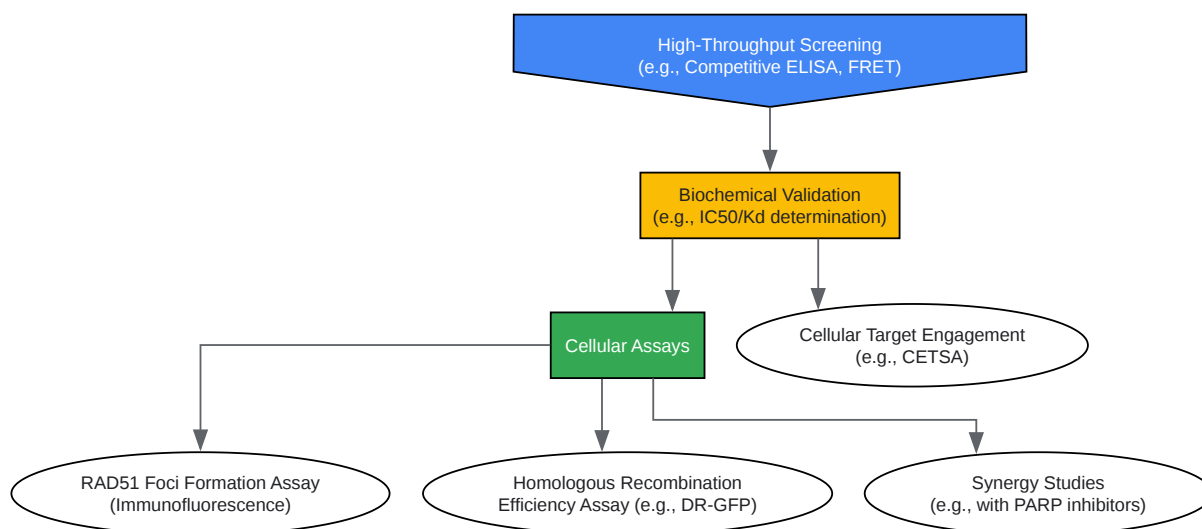 High-Throughput Screening
(e.g., Competitive ELISA, FRET)
Biochemical Validation
(e.g., IC50/Kd determination)
Cellular Assays
Cellular Target Engagement
(e.g., CETSA)
RAD51 Foci Formation Assay
(Immunofluorescence)
Homologous Recombination
Efficiency Assay (e.g., DR-GFP)
Synergy Studies
(e.g., with PARP inhibitors)